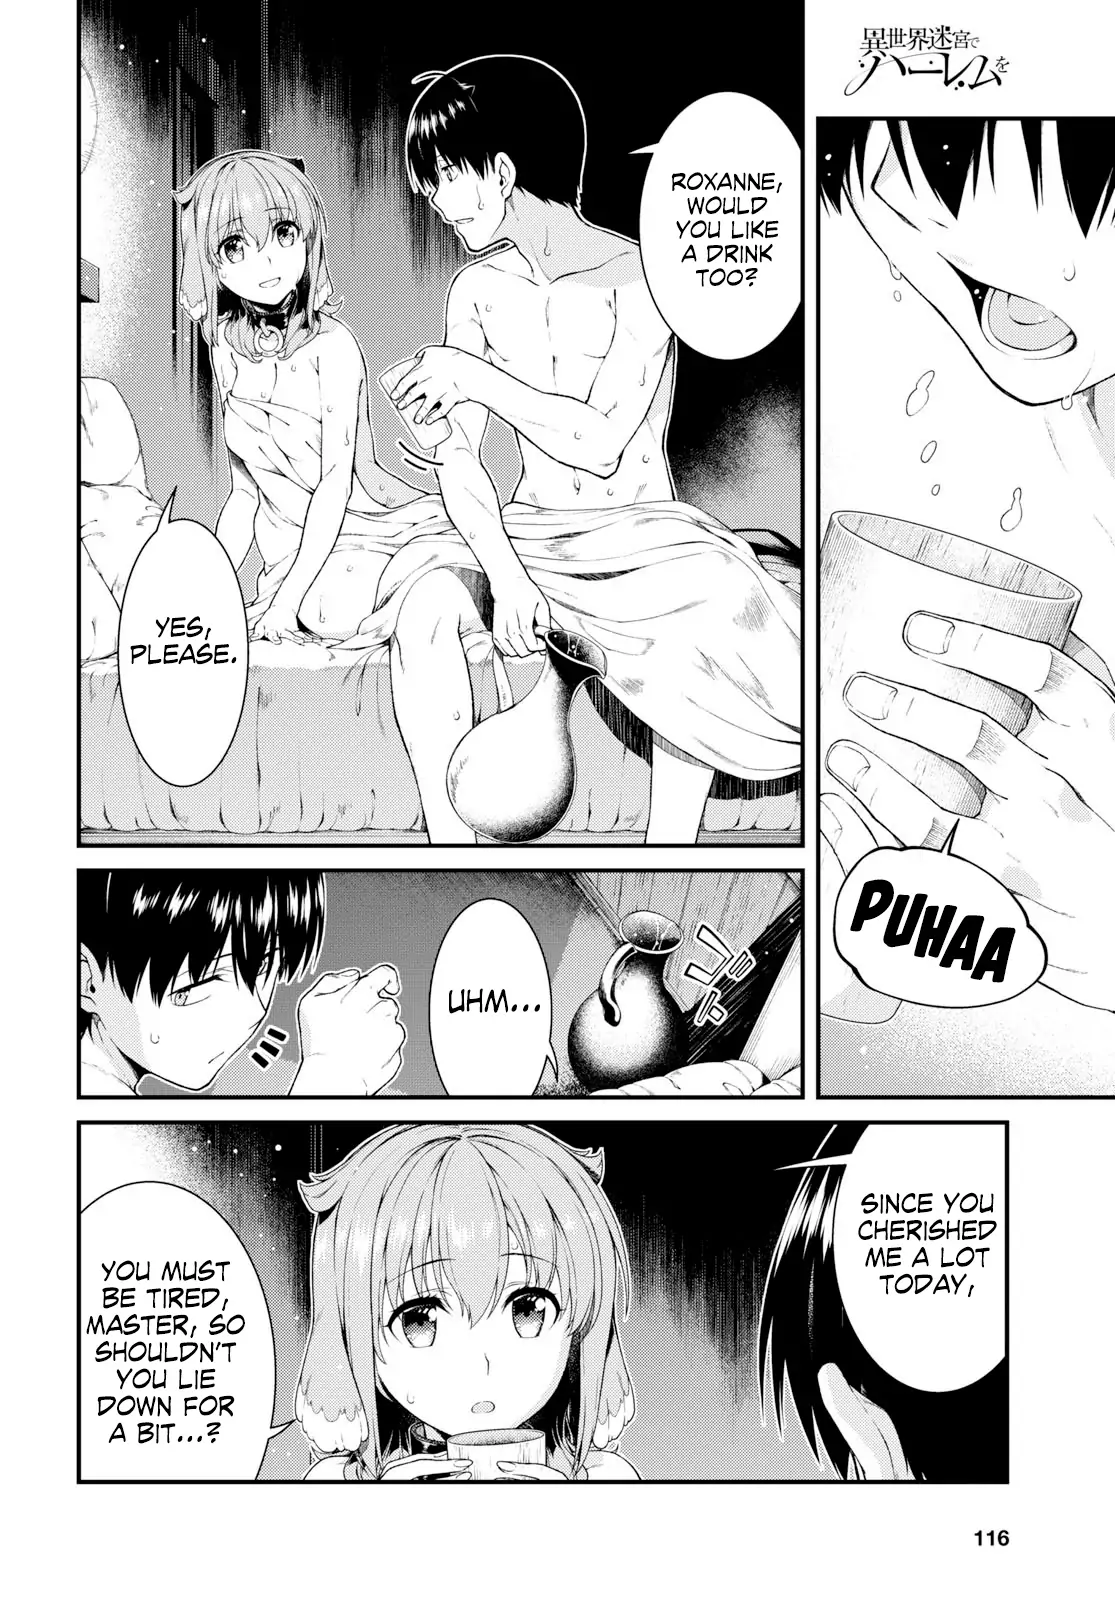 異世界迷宮で
ハーレムを
PUHAA
ROXANNE,
WOULD
YOU LIKE
A DRINK
TOO?
YES,
PLEASE.
UHM...
SINCE YOU
CHERISHED
ME A LOT
TODAY,
YOU MUST
BE TIRED,
MASTER, SO
SHOULDN'T
YOU LIE
DOWN FOR
A BIT...?
116